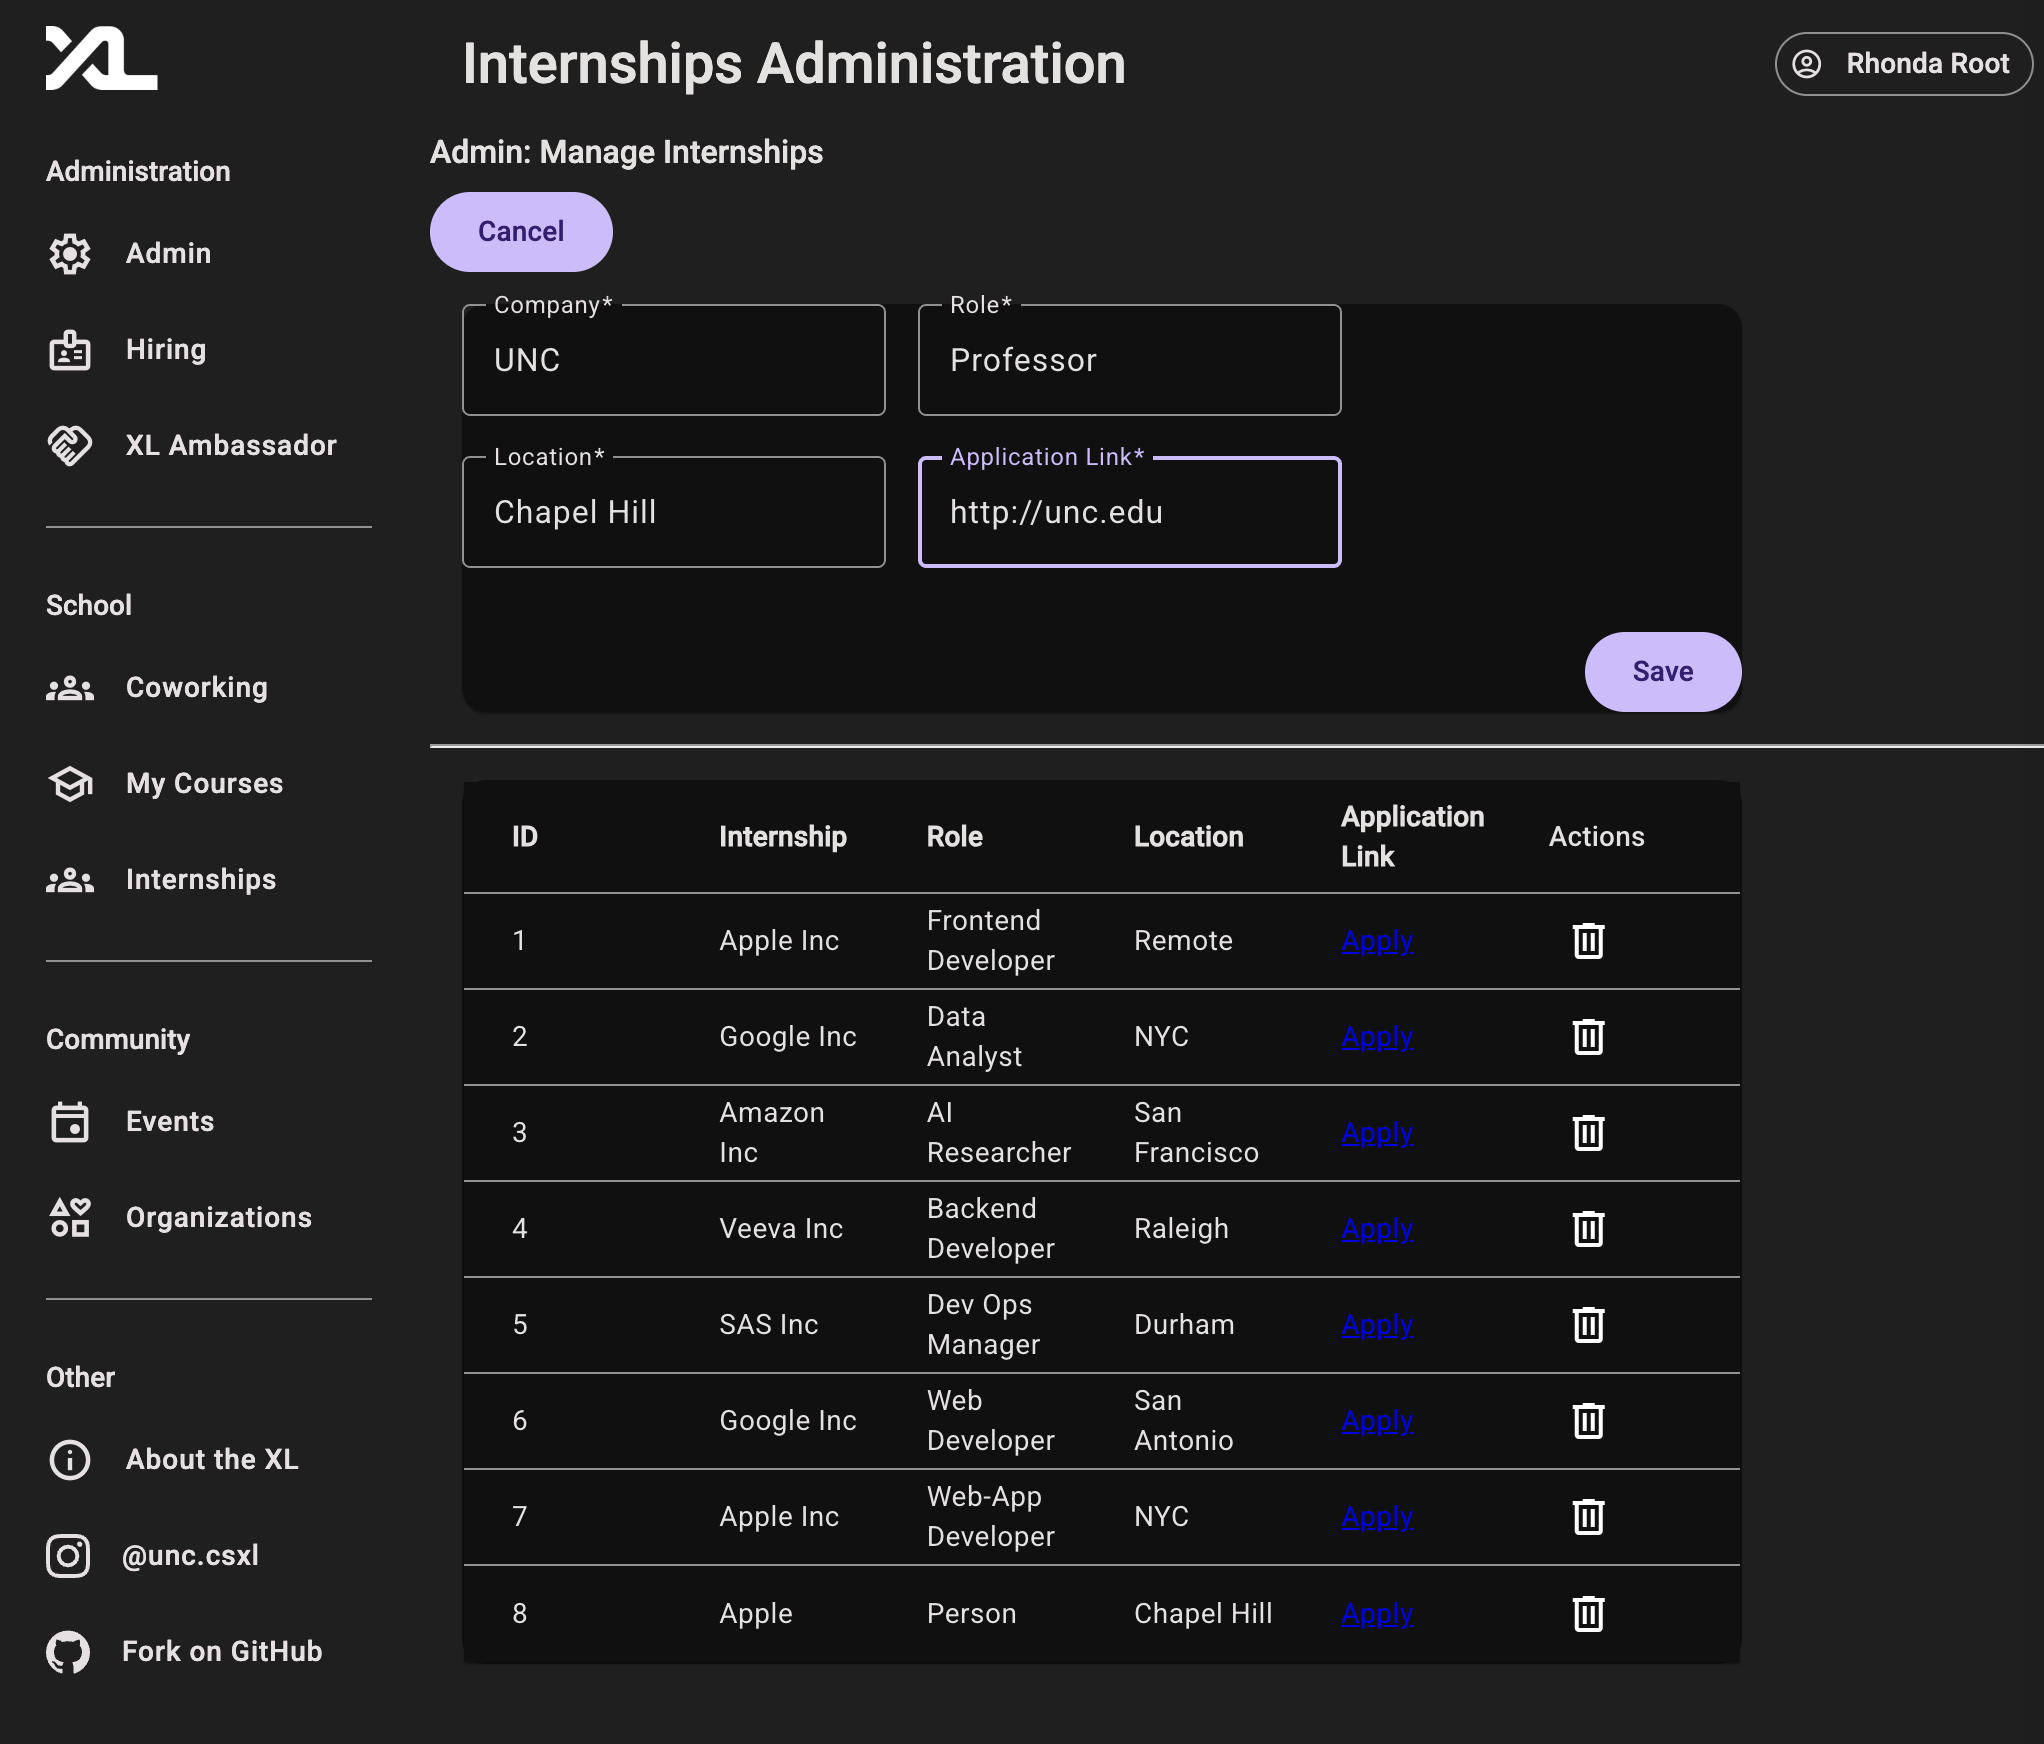 XL
Internships Administration
Rhonda Root
Administration
Admin
Hiring
XL Ambassador
School
Coworking
My Courses
Internships
Community
Events
Organizations
Other
About the XL
@unc.csxl
Fork on GitHub
Admin: Manage Internships
Cancel
Company*
UNC
Role*
Professor
Location*
Chapel Hill
Application Link*
http://unc.edu
Save
ID Internship Role Location Application Link Actions
1 Apple Inc Frontend Developer Remote Apply
2 Google Inc Data Analyst NYC Apply
3 Amazon Inc AI Researcher San Francisco Apply
4 Veeva Inc Backend Developer Raleigh Apply
5 SAS Inc Dev Ops Manager Durham Apply
6 Google Inc Web Developer San Antonio Apply
7 Apple Inc Web-App Developer NYC Apply
8 Apple Person Chapel Hill Apply